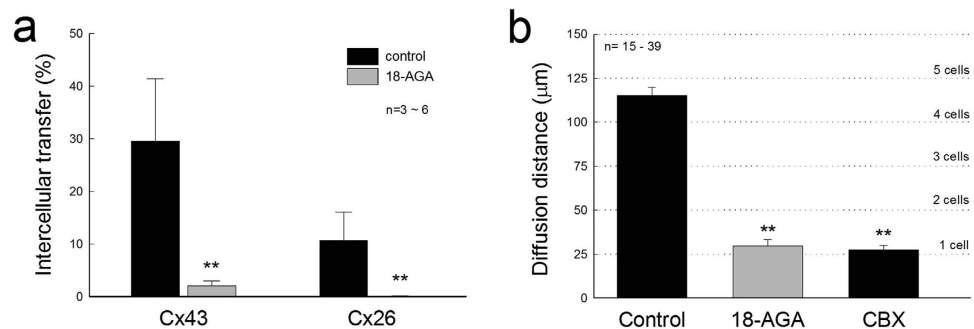 a
Intercellular transfer (%)
50
40
30
20
10
0
control
18-AGA
n=3 ~ 6
**
**
Cx43
Cx26
b
Diffusion distance (μm)
150
125
100
75
50
25
0
n= 15 - 39
5 cells
4 cells
3 cells
2 cells
1 cell
**
**
Control
18-AGA
CBX